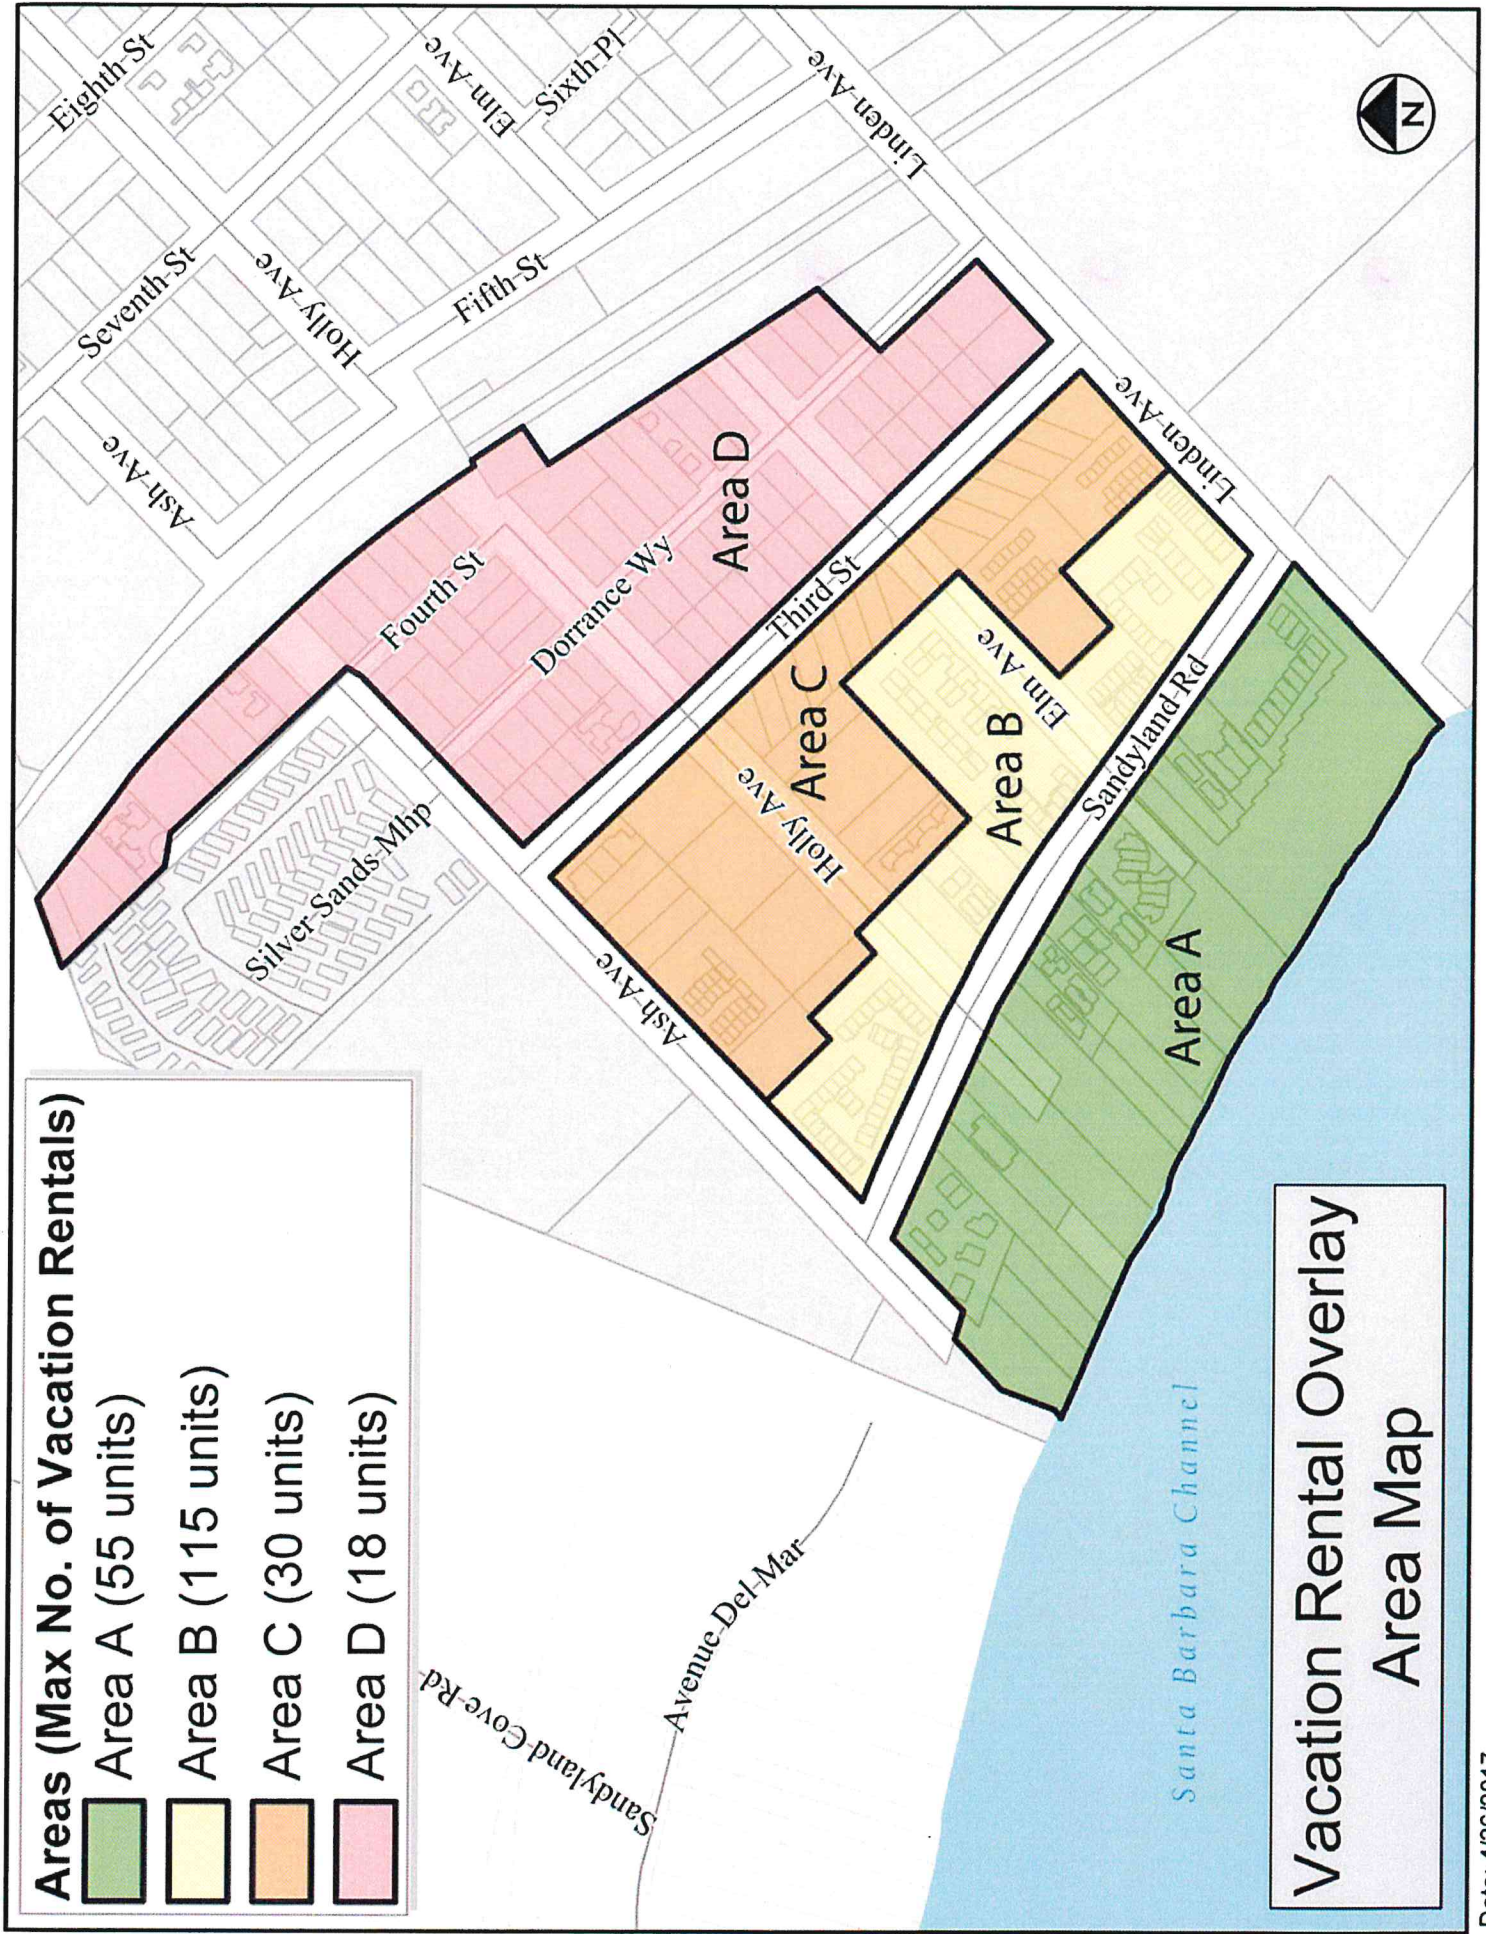 Areas (Max No. of Vacation Rentals)
Area A (55 units)
Area B (115 units)
Area C (30 units)
Area D (18 units)
Eighth St
Seventh St
Elm Ave
Sixth Pl
Holly Ave
Ash Ave
Fifth St
Linden Ave
Fourth St
Dorrance Wy
Area D
Silver Sands Mhp
Third St
Area C
Holly Ave
Ash Ave
Elm Ave
Area B
Linden Ave
Sandyland Rd
Area A
Sandyland Cove Rd
Avenue Del Mar
Santa Barbara Channel
N
Vacation Rental Overlay
Area Map